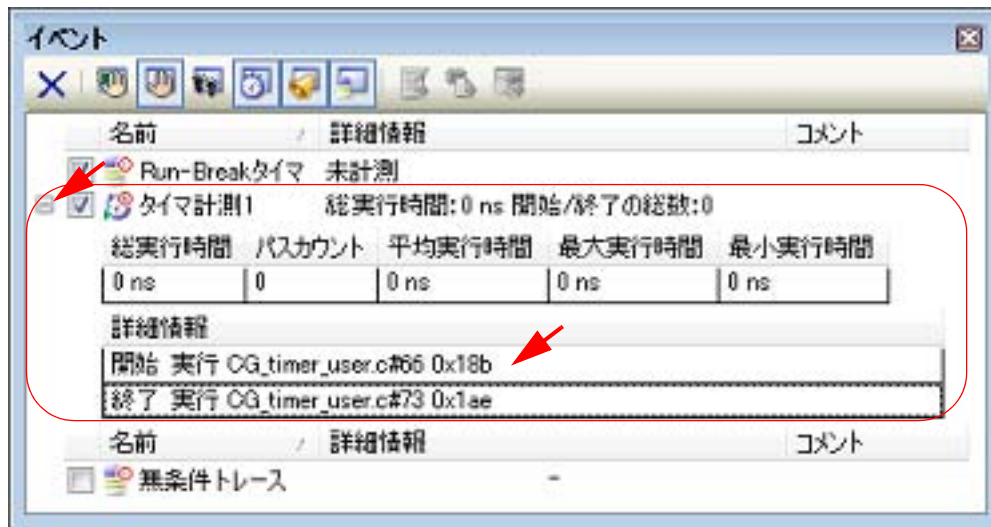 イベント
名前 詳細情報 コメント
Run-Breakタイマ 未計測
タイマ計測1 総実行時間: 0 ns 開始/終了の総数:0
総実行時間 パスカウント 平均実行時間 最大実行時間 最小実行時間
0 ns 0 0 ns 0 ns 0 ns
詳細情報
開始 実行 CG_timer_user.c#66 0x18b
終了 実行 CG_timer_user.c#73 0x1ae
名前 詳細情報 コメント
無条件トレース -